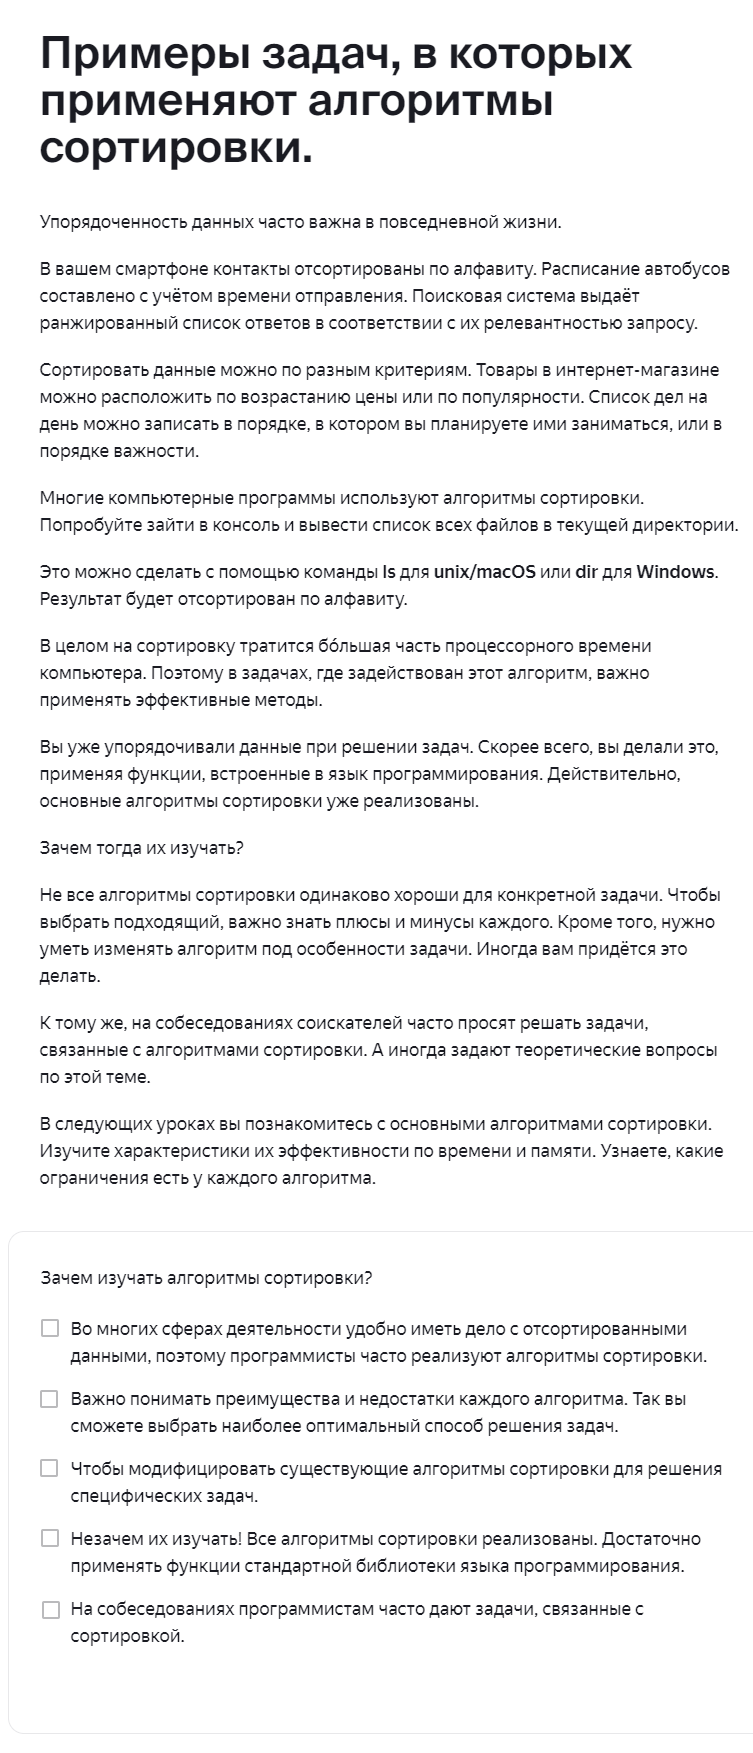 Примеры задач, в которых
применяют алгоритмы
сортировки.
Упорядоченность данных часто важна в повседневной жизни.
В вашем смартфоне контакты отсортированы по алфавиту. Расписание автобусов
составлено с учётом времени отправления. Поисковая система выдаёт
ранжированный список ответов в соответствии с их релевантностью запросу.
Сортировать данные можно по разным критериям. Товары в интернет-магазине
можно расположить по возрастанию цены или по популярности. Список дел на
день можно записать в порядке, в котором вы планируете ими заниматься, или в
порядке важности.
Многие компьютерные программы используют алгоритмы сортировки.
Попробуйте зайти в консоль и вывести список всех файлов в текущей директории.
Это можно сделать с помощью команды ls для unix/macOS или dir для Windows.
Результат будет отсортирован по алфавиту.
В целом на сортировку тратится бо́льшая часть процессорного времени
компьютера. Поэтому в задачах, где задействован этот алгоритм, важно
применять эффективные методы.
Вы уже упорядочивали данные при решении задач. Скорее всего, вы делали это,
применяя функции, встроенные в язык программирования. Действительно,
основные алгоритмы сортировки уже реализованы.
Зачем тогда их изучать?
Не все алгоритмы сортировки одинаково хороши для конкретной задачи. Чтобы
выбрать подходящий, важно знать плюсы и минусы каждого. Кроме того, нужно
уметь изменять алгоритм под особенности задачи. Иногда вам придётся это
делать.
К тому же, на собеседованиях соискателей часто просят решать задачи,
связанные с алгоритмами сортировки. А иногда задают теоретические вопросы
по этой теме.
В следующих уроках вы познакомитесь с основными алгоритмами сортировки.
Изучите характеристики их эффективности по времени и памяти. Узнаете, какие
ограничения есть у каждого алгоритма.
Зачем изучать алгоритмы сортировки?
Во многих сферах деятельности удобно иметь дело с отсортированными
данными, поэтому программисты часто реализуют алгоритмы сортировки.
Важно понимать преимущества и недостатки каждого алгоритма. Так вы
сможете выбрать наиболее оптимальный способ решения задач.
Чтобы модифицировать существующие алгоритмы сортировки для решения
специфических задач.
Незачем их изучать! Все алгоритмы сортировки реализованы. Достаточно
применять функции стандартной библиотеки языка программирования.
На собеседованиях программистам часто дают задачи, связанные с
сортировкой.